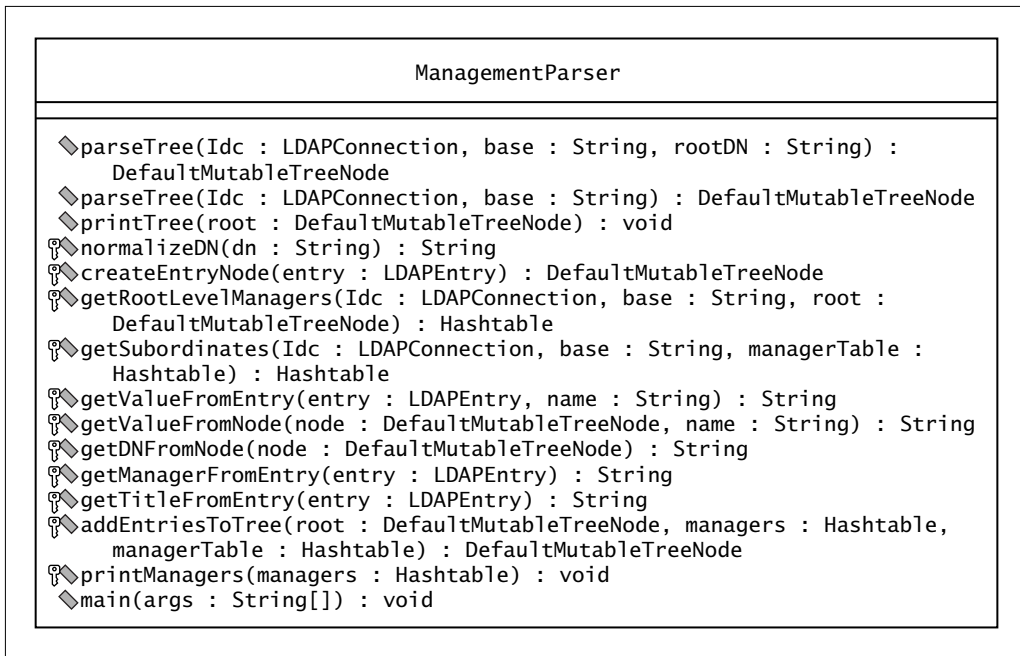 ManagementParser
parseTree(Idc : LDAPConnection, base : String, rootDN : String) :
DefaultMutableTreeNode
parseTree(Idc : LDAPConnection, base : String) : DefaultMutableTreeNode
printTree(root : DefaultMutableTreeNode) : void
normalizeDN(dn : String) : String
createEntryNode(entry : LDAPEntry) : DefaultMutableTreeNode
getRootLevelManagers(Idc : LDAPConnection, base : String, root :
DefaultMutableTreeNode) : Hashtable
getSubordinates(Idc : LDAPConnection, base : String, managerTable :
Hashtable) : Hashtable
getValueFromEntry(entry : LDAPEntry, name : String) : String
getValueFromNode(node : DefaultMutableTreeNode, name : String) : String
getDNFromNode(node : DefaultMutableTreeNode) : String
getManagerFromEntry(entry : LDAPEntry) : String
getTitleFromEntry(entry : LDAPEntry) : String
addEntriesToTree(root : DefaultMutableTreeNode, managers : Hashtable,
managerTable : Hashtable) : DefaultMutableTreeNode
printManagers(managers : Hashtable) : void
main(args : String[]) : void